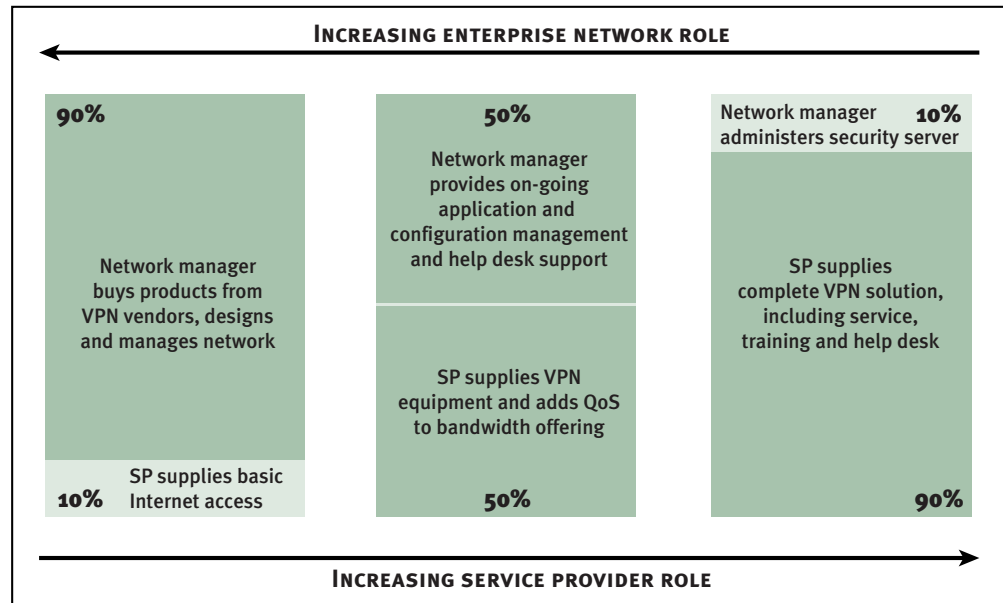 INCREASING ENTERPRISE NETWORK ROLE
90%
Network manager
buys products from
VPN vendors, designs
and manages network
10%
SP supplies basic
Internet access
50%
Network manager
provides on-going
application and
configuration management
and help desk support
SP supplies VPN
equipment and adds QoS
to bandwidth offering
50%
Network manager
administers security server
10%
SP supplies
complete VPN solution,
including service,
training and help desk
90%
INCREASING SERVICE PROVIDER ROLE